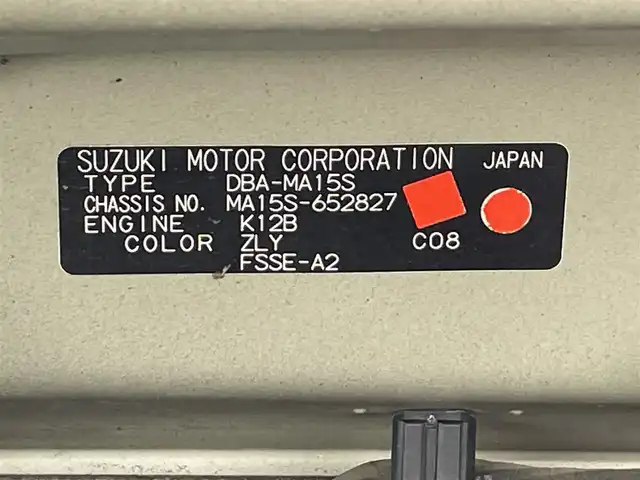 SUZUKI MOTOR CORPORATION JAPAN
TYPE DBA-MA15S
CHASSIS NO. MA15S-652827
ENGINE K12B
COLOR ZLY C08
FSSE-A2